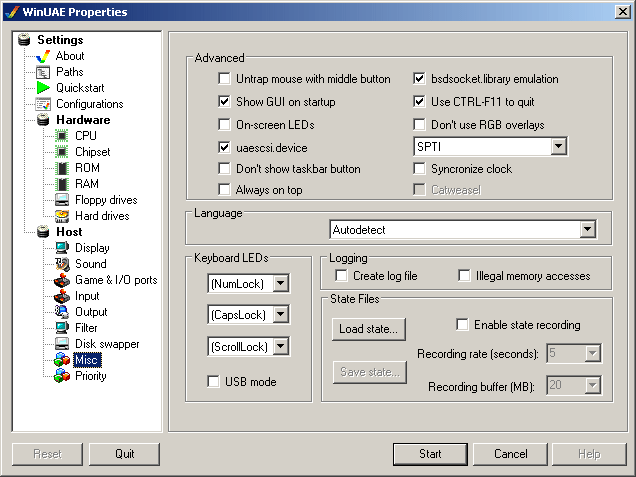 WinUAE Properties
Settings
About
Paths
Quickstart
Configurations
Hardware
CPU
Chipset
ROM
RAM
Floppy drives
Hard drives
Host
Display
Sound
Game & I/O ports
Input
Output
Filter
Disk swapper
Misc
Priority
Advanced
Untrap mouse with middle button
bsdsocket.library emulation
Show GUI on startup
Use CTRL-F11 to quit
On-screen LEDs
Don't use RGB overlays
uaescsi.device
SPTI
Don't show taskbar button
Syncronize clock
Always on top
Catweasel
Language
Autodetect
Keyboard LEDs
(NumLock)
(CapsLock)
(ScrollLock)
USB mode
Logging
Create log file
Illegal memory accesses
State Files
Load state...
Enable state recording
Recording rate (seconds):
5
Save state...
Recording buffer (MB):
20
Reset
Quit
Start
Cancel
Help